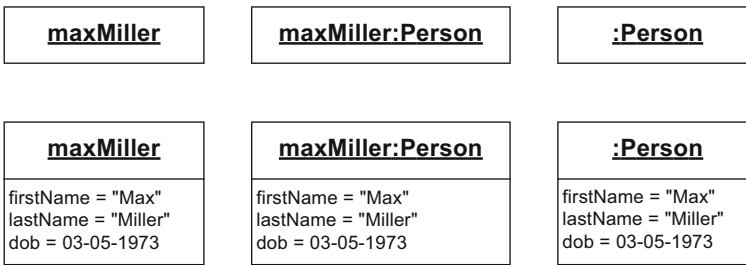 maxMiller
maxMiller:Person
:Person
maxMiller
firstName = "Max"
lastName = "Miller"
dob = 03-05-1973
maxMiller:Person
firstName = "Max"
lastName = "Miller"
dob = 03-05-1973
:Person
firstName = "Max"
lastName = "Miller"
dob = 03-05-1973